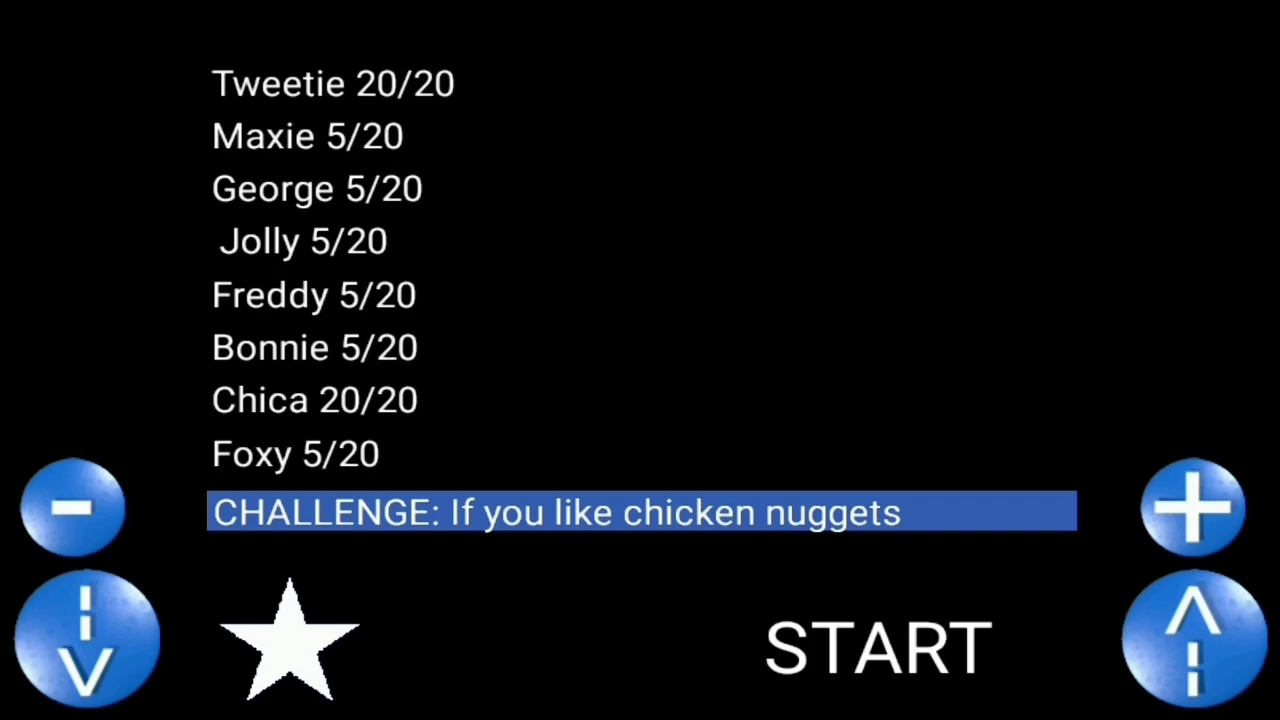 Tweetie 20/20
Maxie 5/20
George 5/20
Jolly 5/20
Freddy 5/20
Bonnie 5/20
Chica 20/20
Foxy 5/20
CHALLENGE: If you like chicken nuggets
START